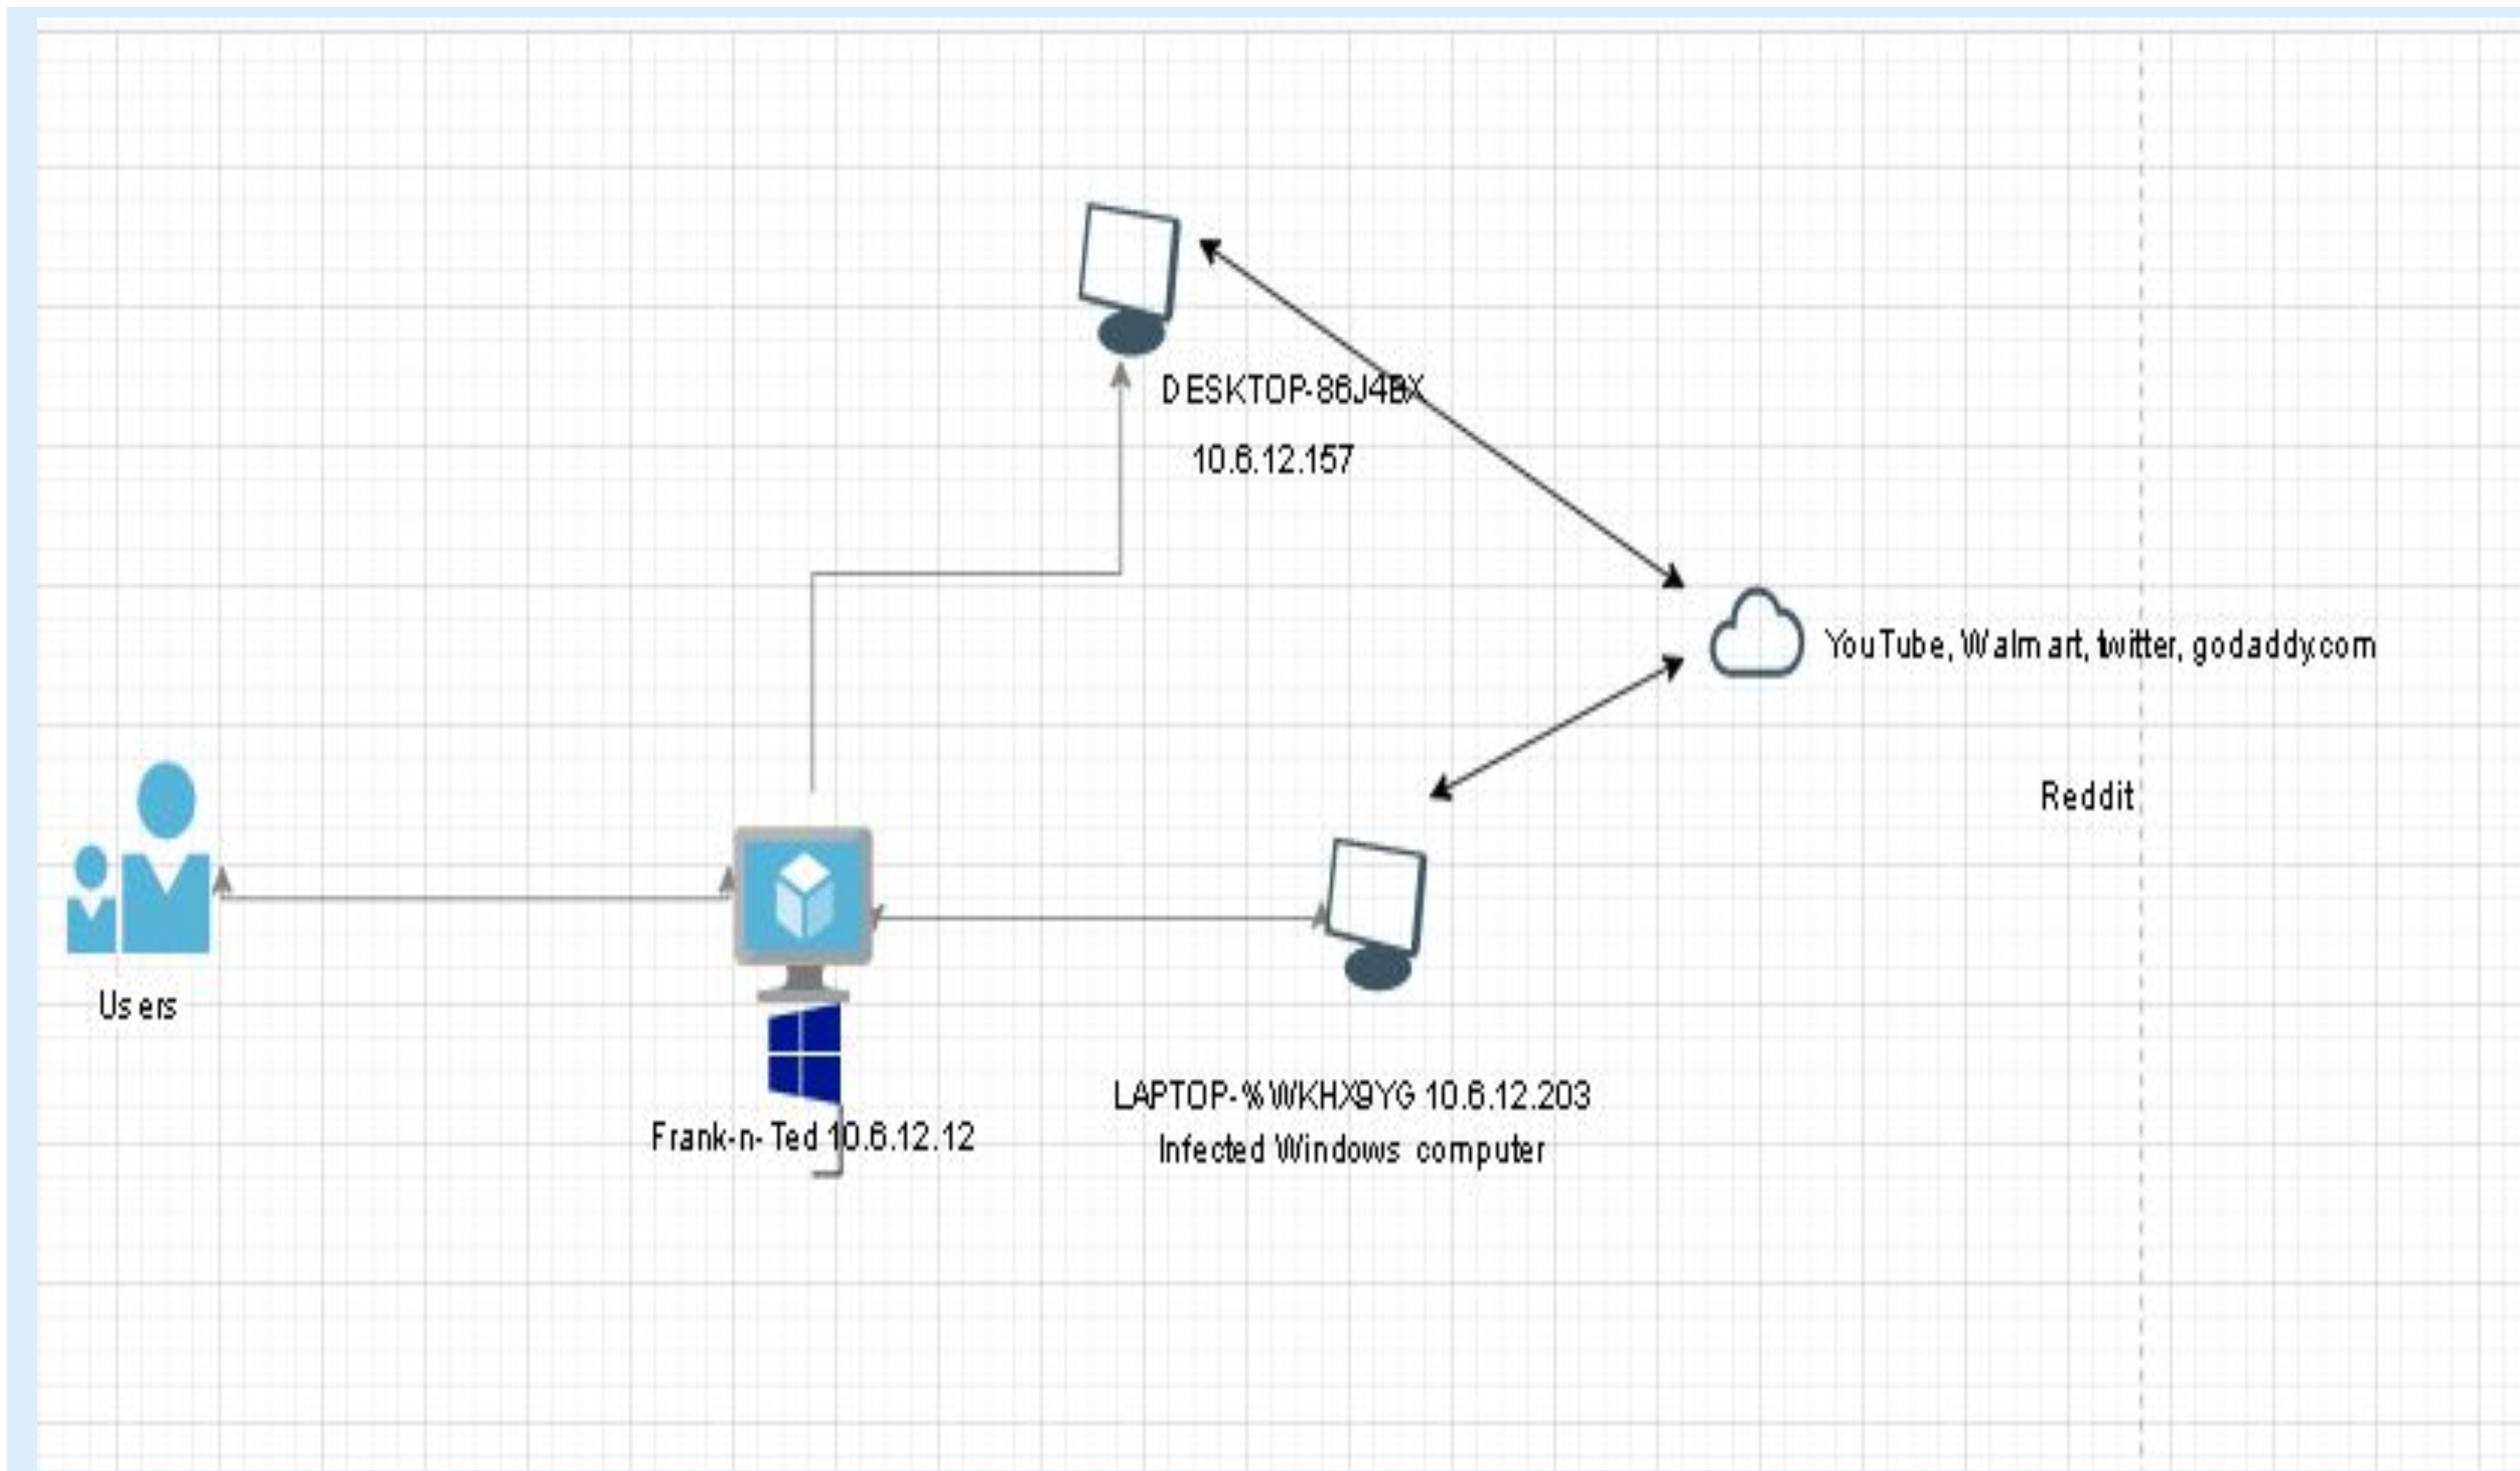 DESKTOP-86J4BX
10.6.12.157
YouTube, Walmart, twitter, godaddy.com
Reddit
Users
Frank-n-Ted 10.6.12.12
LAPTOP-%WKHX9YG 10.6.12.203
Infected Windows computer